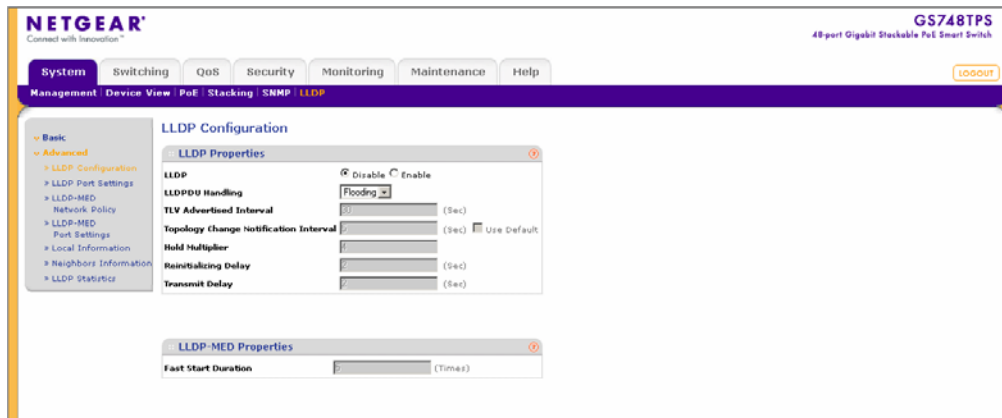 NETGEAR®
Connect with Innovation™
GS748TPS
48-port Gigabit Stackable PoE Smart Switch
System Switching QoS Security Monitoring Maintenance Help
LOGOUT
Management Device View PoE Stacking SNMP LLDP
Basic
Advanced
LLDP Configuration
LLDP Port Settings
LLDP-MED
Network Policy
LLDP-MED
Port Settings
Local Information
Neighbors Information
LLDP Statistics
LLDP Configuration
LLDP Properties
LLDP Disable Enable
LLDPDU Handling Flooding
TLV Advertised Interval (Sec)
Topology Change Notification Interval (Sec) Use Default
Hold Multiplier
Reinitializing Delay (Sec)
Transmit Delay (Sec)
LLDP-MED Properties
Fast Start Duration (Times)